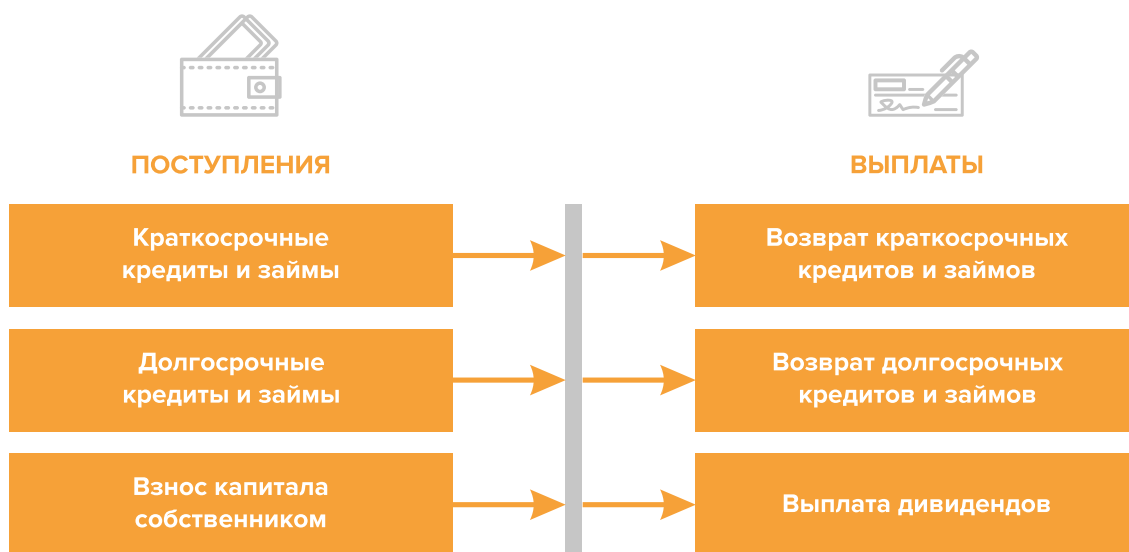 ПОСТУПЛЕНИЯ
ВЫПЛАТЫ
Краткосрочные
кредиты и займы
Возврат краткосрочных
кредитов и займов
Долгосрочные
кредиты и займы
Возврат долгосрочных
кредитов и займов
Взнос капитала
собственником
Выплата дивидендов